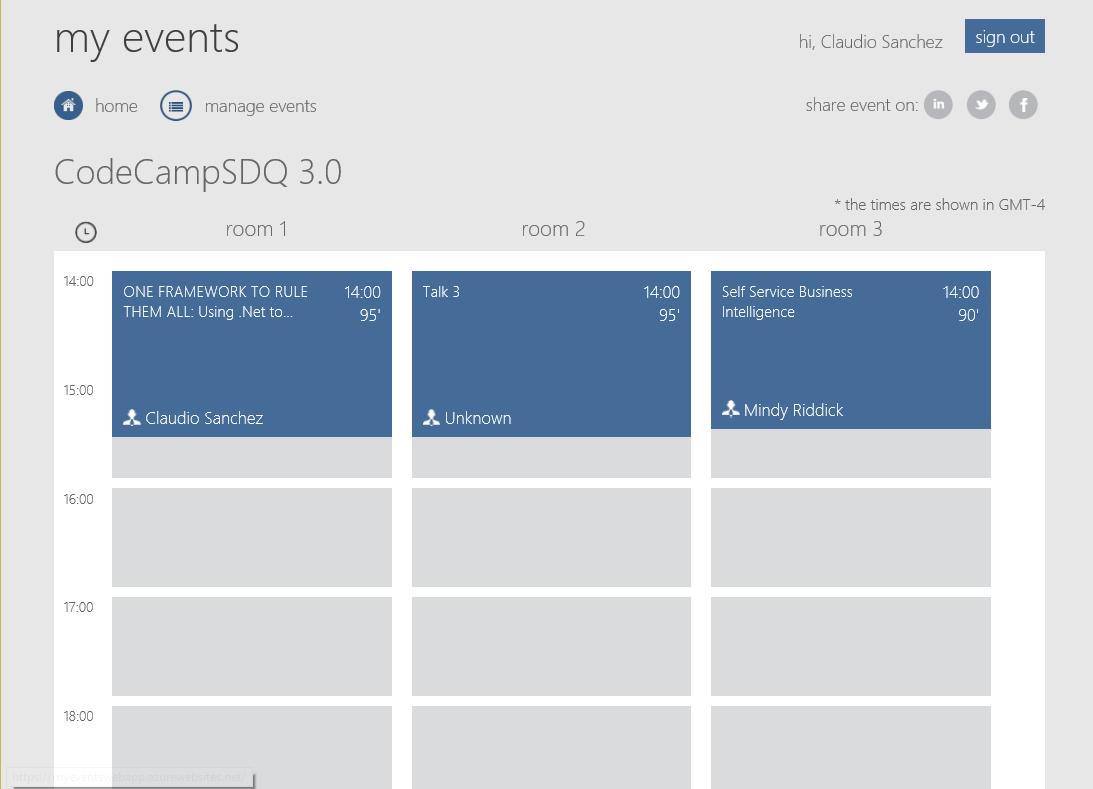 my events
hi, Claudio Sanchez
sign out
home
manage events
share event on:
in
f
CodeCampSDQ 3.0
* the times are shown in GMT-4
room 1
room 2
room 3
14:00
ONE FRAMEWORK TO RULE
THEM ALL: Using .Net to...
14:00
95'
Claudio Sanchez
Talk 3
14:00
95'
Unknown
Self Service Business
Intelligence
14:00
90'
Mindy Riddick
15:00
16:00
17:00
18:00
https://myeventswebapp.azurewebsites.net/